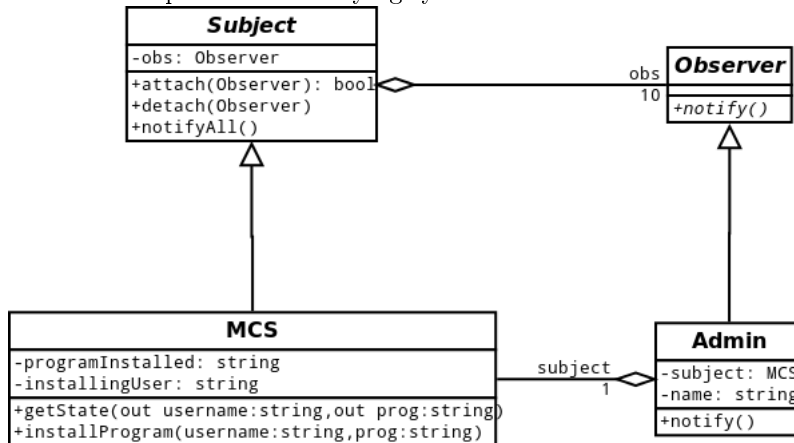 Subject
-obs: Observer
+attach(Observer): bool
+detach(Observer)
+notifyAll()
obs
10
Observer
+notify()
MCS
-programInstalled: string
-installingUser: string
+getState(out username:string,out prog:string)
+installProgram(username:string,prog:string)
subject
1
Admin
-subject: MCS
-name: string
+notify()